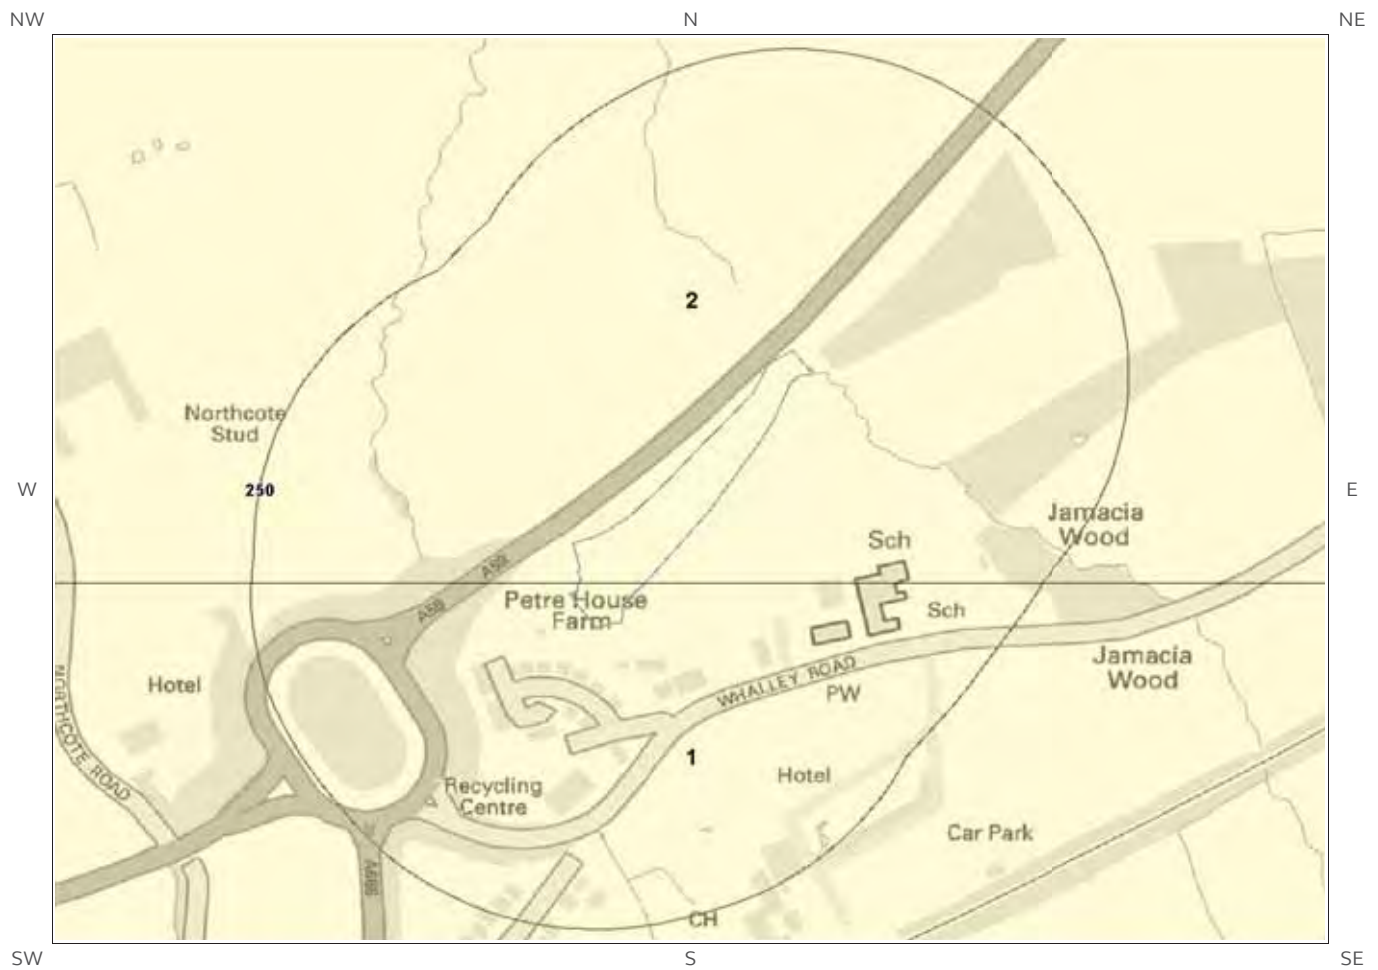 NW
N
NE
2
Northcote
Stud
W
250
E
Jamacia
Wood
Sch
A59
Petre House
Farm
A59
Sch
Jamacia
Wood
Hotel
WHALLEY ROAD
PW
NORTHCOTE ROAD
1
Hotel
Recycling
Centre
Car Park
A666
CH
SW
S
SE